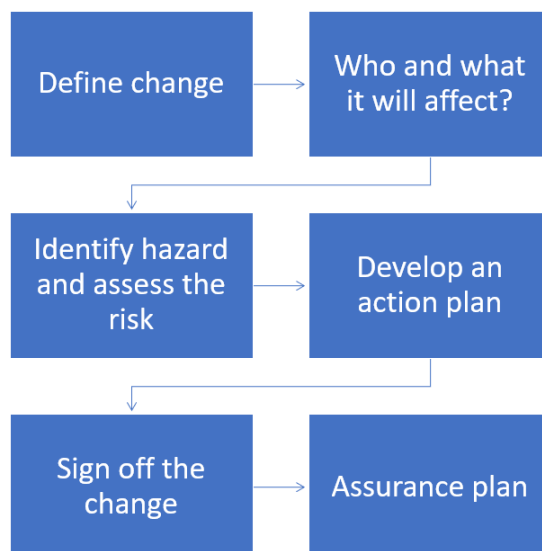 Define change
Who and what
it will affect?
Identify hazard
and assess the
risk
Develop an
action plan
Sign off the
change
Assurance plan